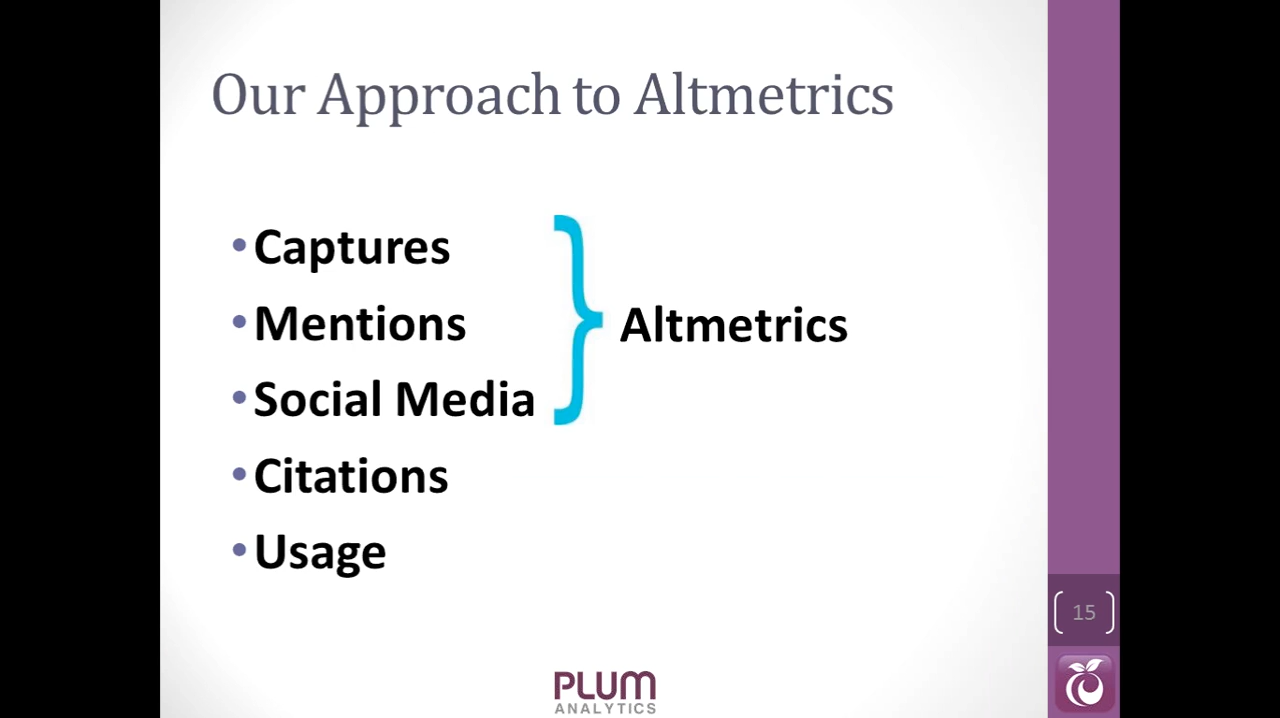 Our Approach to Altmetrics
•Captures
•Mentions
•Social Media
} Altmetrics
•Citations
•Usage
[15]
PLUM
ANALYTICS